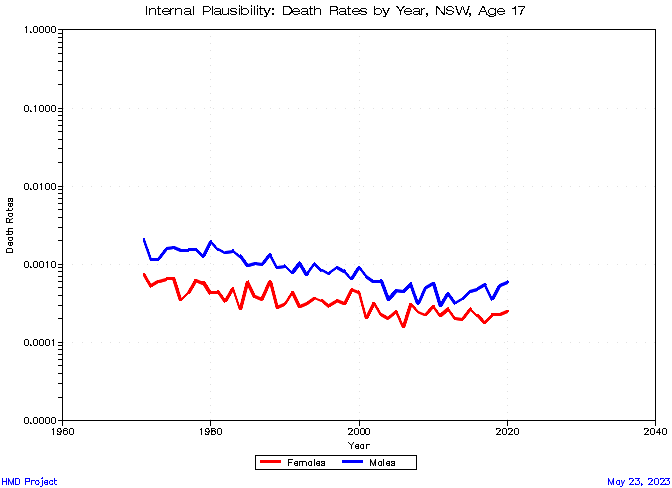 Internal Plausibility: Death Rates by Year, NSW, Age 17
1.0000
0.1000
0.0100
0.0010
0.0001
0.0000
Death Rates
1960 1980 2000 2020 2040
Year
Females Males
HMD Project May 23, 2023